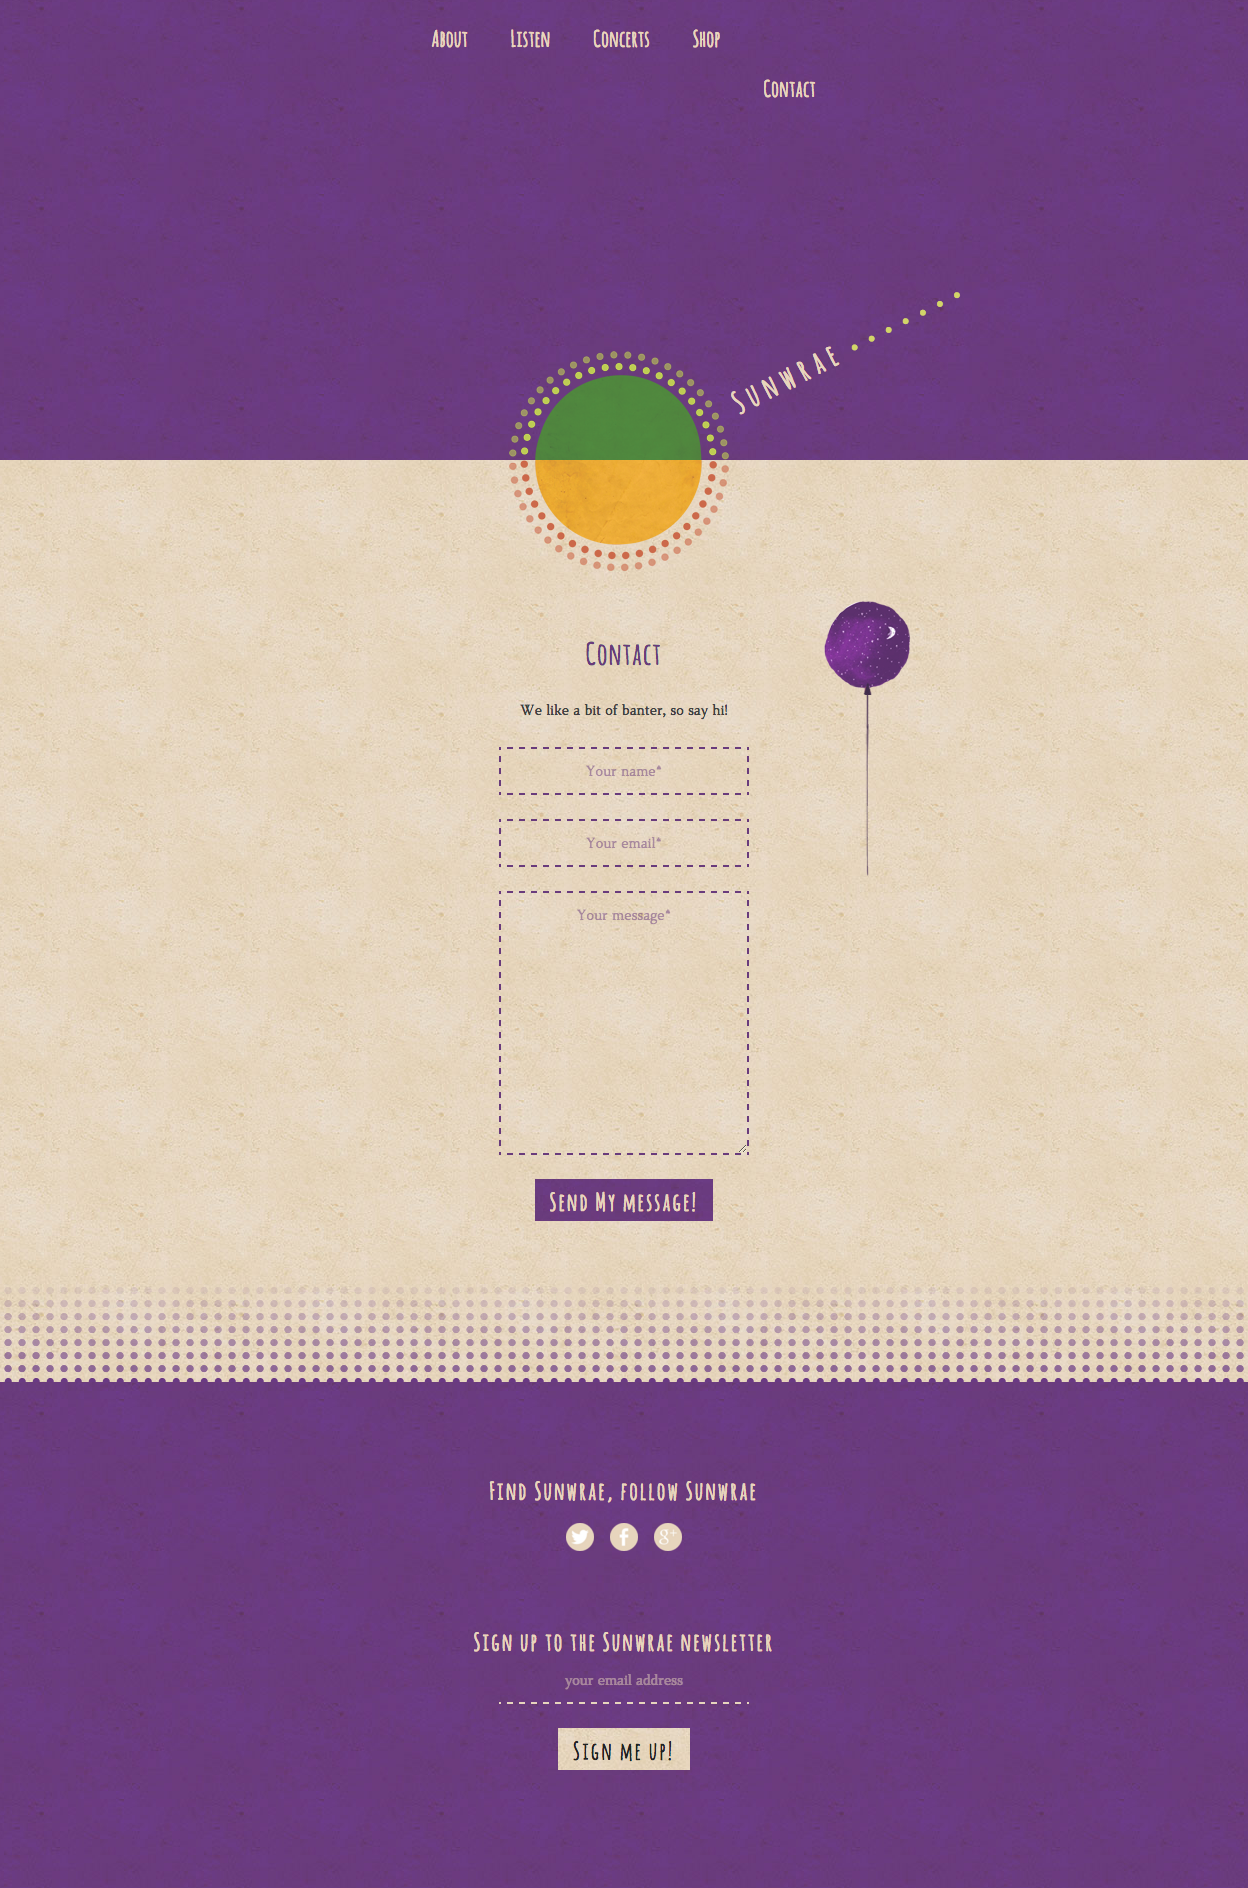 About Listen Concerts Shop
Contact
Sunwrae
Contact
We like a bit of banter, so say hi!
Your name*
Your email*
Your message*
Send My message!
Find Sunwrae, follow Sunwrae
g+
Sign up to the Sunwrae newsletter
your email address
Sign me up!